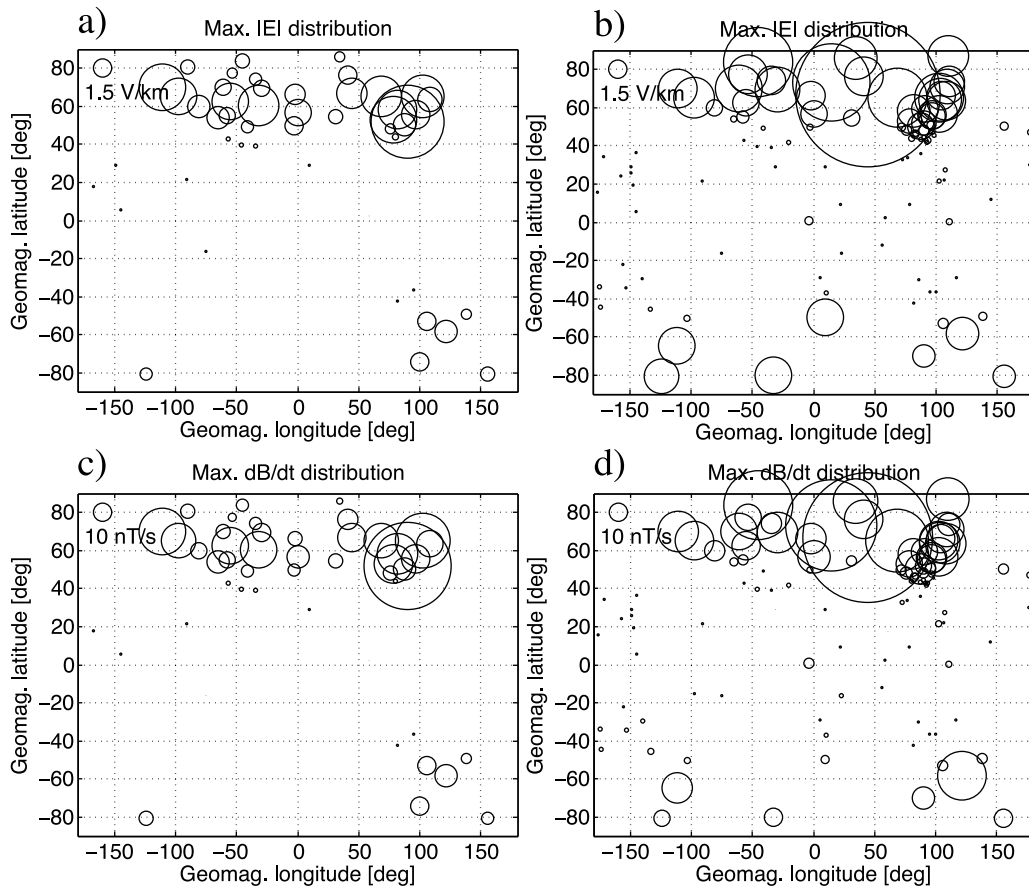 a)
Max. IEI distribution
Geomag. latitude [deg]
80
60
40
20
0
−20
−40
−60
−80
1.5 V/km
−150 −100 −50 0 50 100 150
Geomag. longitude [deg]
b)
Max. IEI distribution
Geomag. latitude [deg]
80
60
40
20
0
−20
−40
−60
−80
1.5 V/km
−150 −100 −50 0 50 100 150
Geomag. longitude [deg]
c)
Max. dB/dt distribution
Geomag. latitude [deg]
80
60
40
20
0
−20
−40
−60
−80
10 nT/s
−150 −100 −50 0 50 100 150
Geomag. longitude [deg]
d)
Max. dB/dt distribution
Geomag. latitude [deg]
80
60
40
20
0
−20
−40
−60
−80
10 nT/s
−150 −100 −50 0 50 100 150
Geomag. longitude [deg]